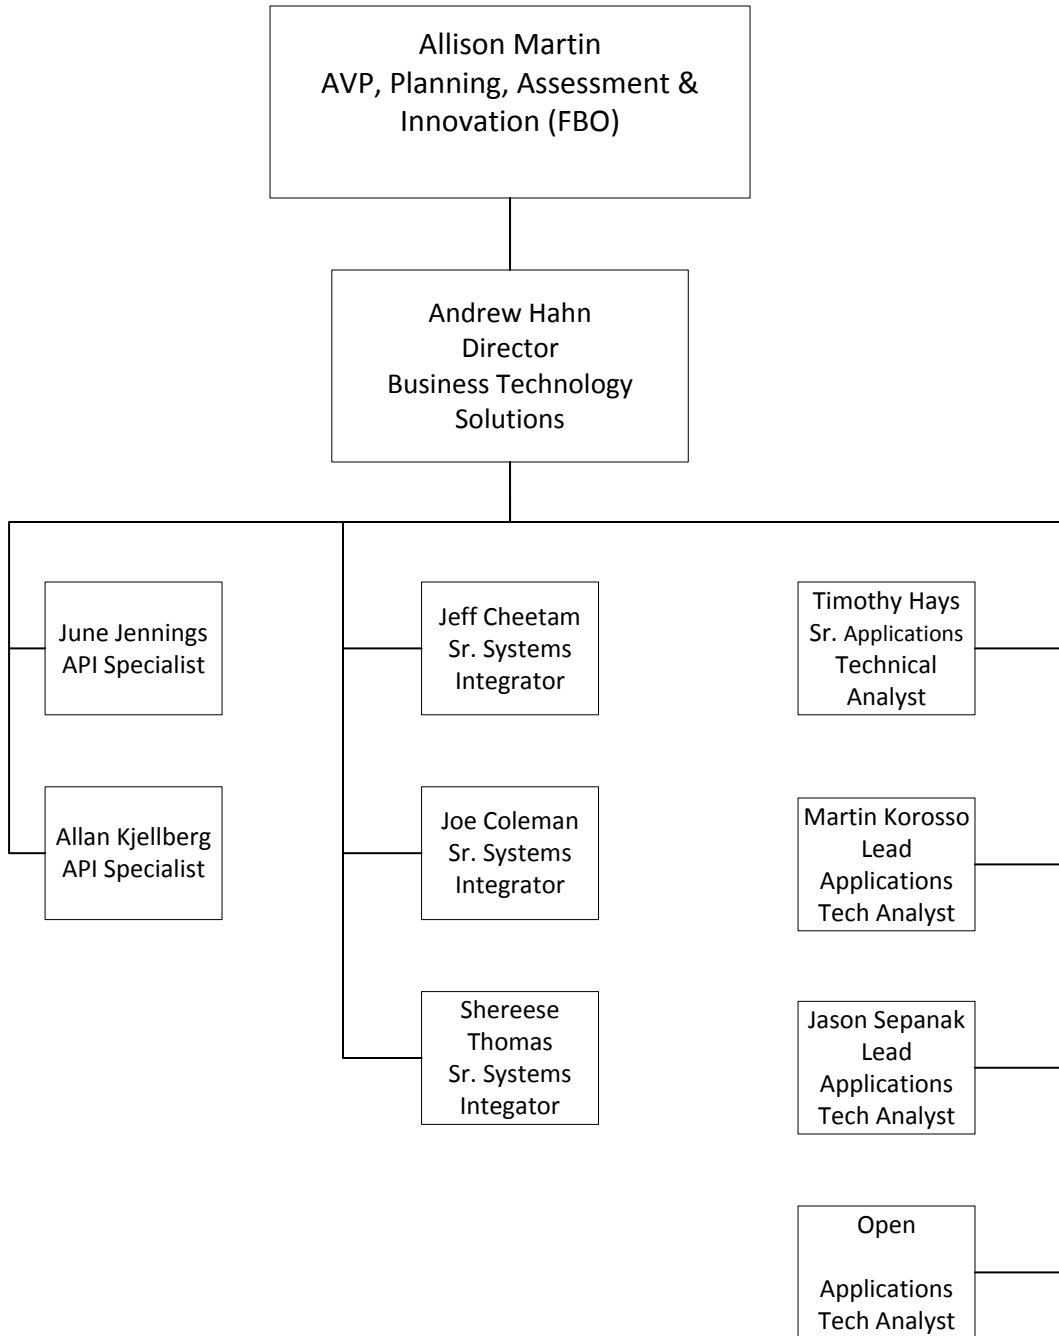 Allison Martin
AVP, Planning, Assessment &
Innovation (FBO)
Andrew Hahn
Director
Business Technology
Solutions
June Jennings
API Specialist
Allan Kjellberg
API Specialist
Jeff Cheetam
Sr. Systems
Integrator
Joe Coleman
Sr. Systems
Integrator
Shereese
Thomas
Sr. Systems
Integator
Timothy Hays
Sr. Applications
Technical
Analyst
Martin Korosso
Lead
Applications
Tech Analyst
Jason Sepanak
Lead
Applications
Tech Analyst
Open
Applications
Tech Analyst